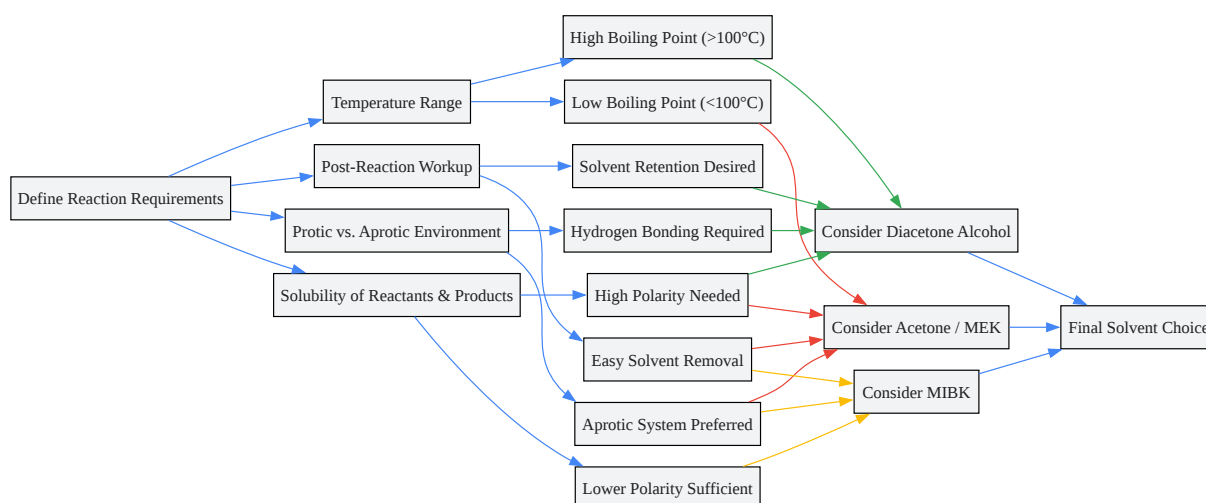 Define Reaction Requirements
Temperature Range
Post-Reaction Workup
Protic vs. Aprotic Environment
Solubility of Reactants & Products
High Boiling Point (>100°C)
Low Boiling Point (<100°C)
Solvent Retention Desired
Hydrogen Bonding Required
High Polarity Needed
Easy Solvent Removal
Aprotic System Preferred
Lower Polarity Sufficient
Consider Diacetone Alcohol
Consider Acetone / MEK
Consider MIBK
Final Solvent Choice